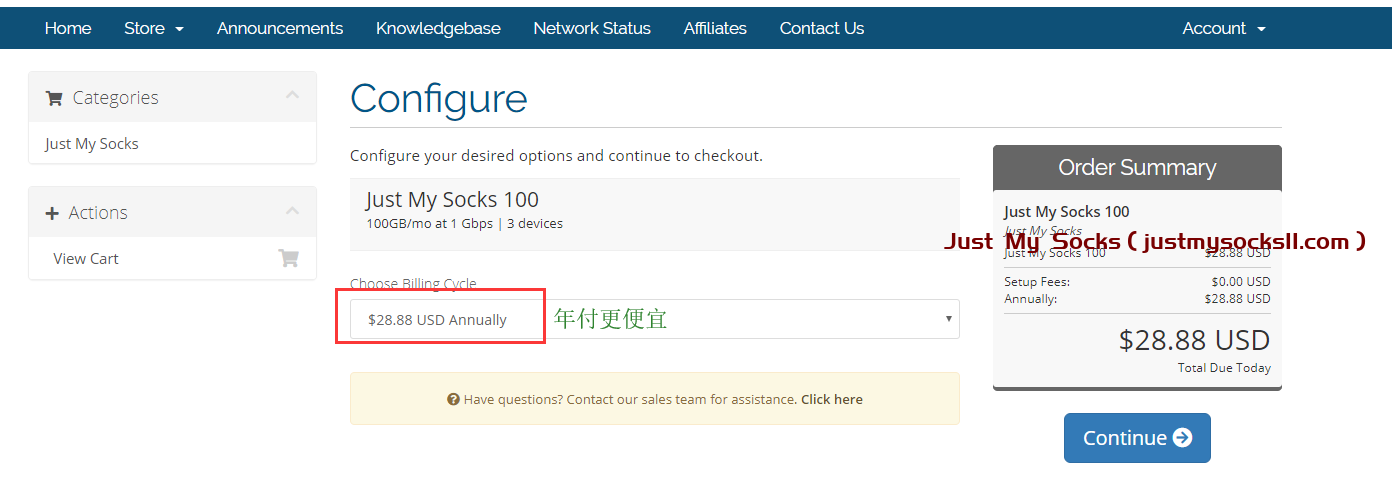 Home Store Announcements Knowledgebase Network Status Affiliates Contact Us Account
Categories
Just My Socks
Actions
View Cart
Configure
Configure your desired options and continue to checkout.
Just My Socks 100
100GB/mo at 1 Gbps | 3 devices
Choose Billing Cycle
$28.88 USD Annually 年付更便宜
Have questions? Contact our sales team for assistance. Click here
Order Summary
Just My Socks 100
Just My Socks
Just My Socks ( justmysocks11.com )
Just My Socks 100 $28.88 USD
Setup Fees: $0.00 USD
Annually: $28.88 USD
$28.88 USD
Total Due Today
Continue